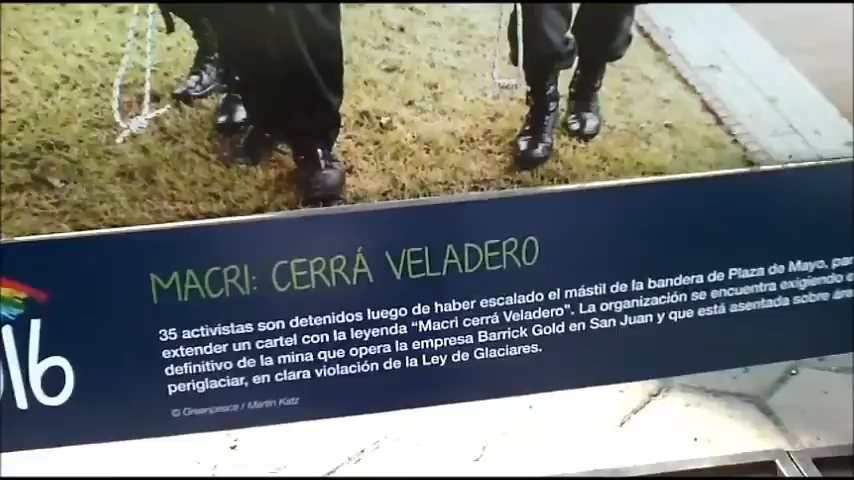 MACRI: CERRÁ VELADERO
35 activistas son detenidos luego de haber escalado el mástil de la bandera de Plaza de Mayo, para
extender un cartel con la leyenda "Macri cerrá Veladero". La organización se encuentra exigiendo e
definitivo de la mina que opera la empresa Barrick Gold en San Juan y que está asentada sobre áre
periglaciar, en clara violación de la Ley de Glaciares.
16
© Greenpeace / Martin Katz